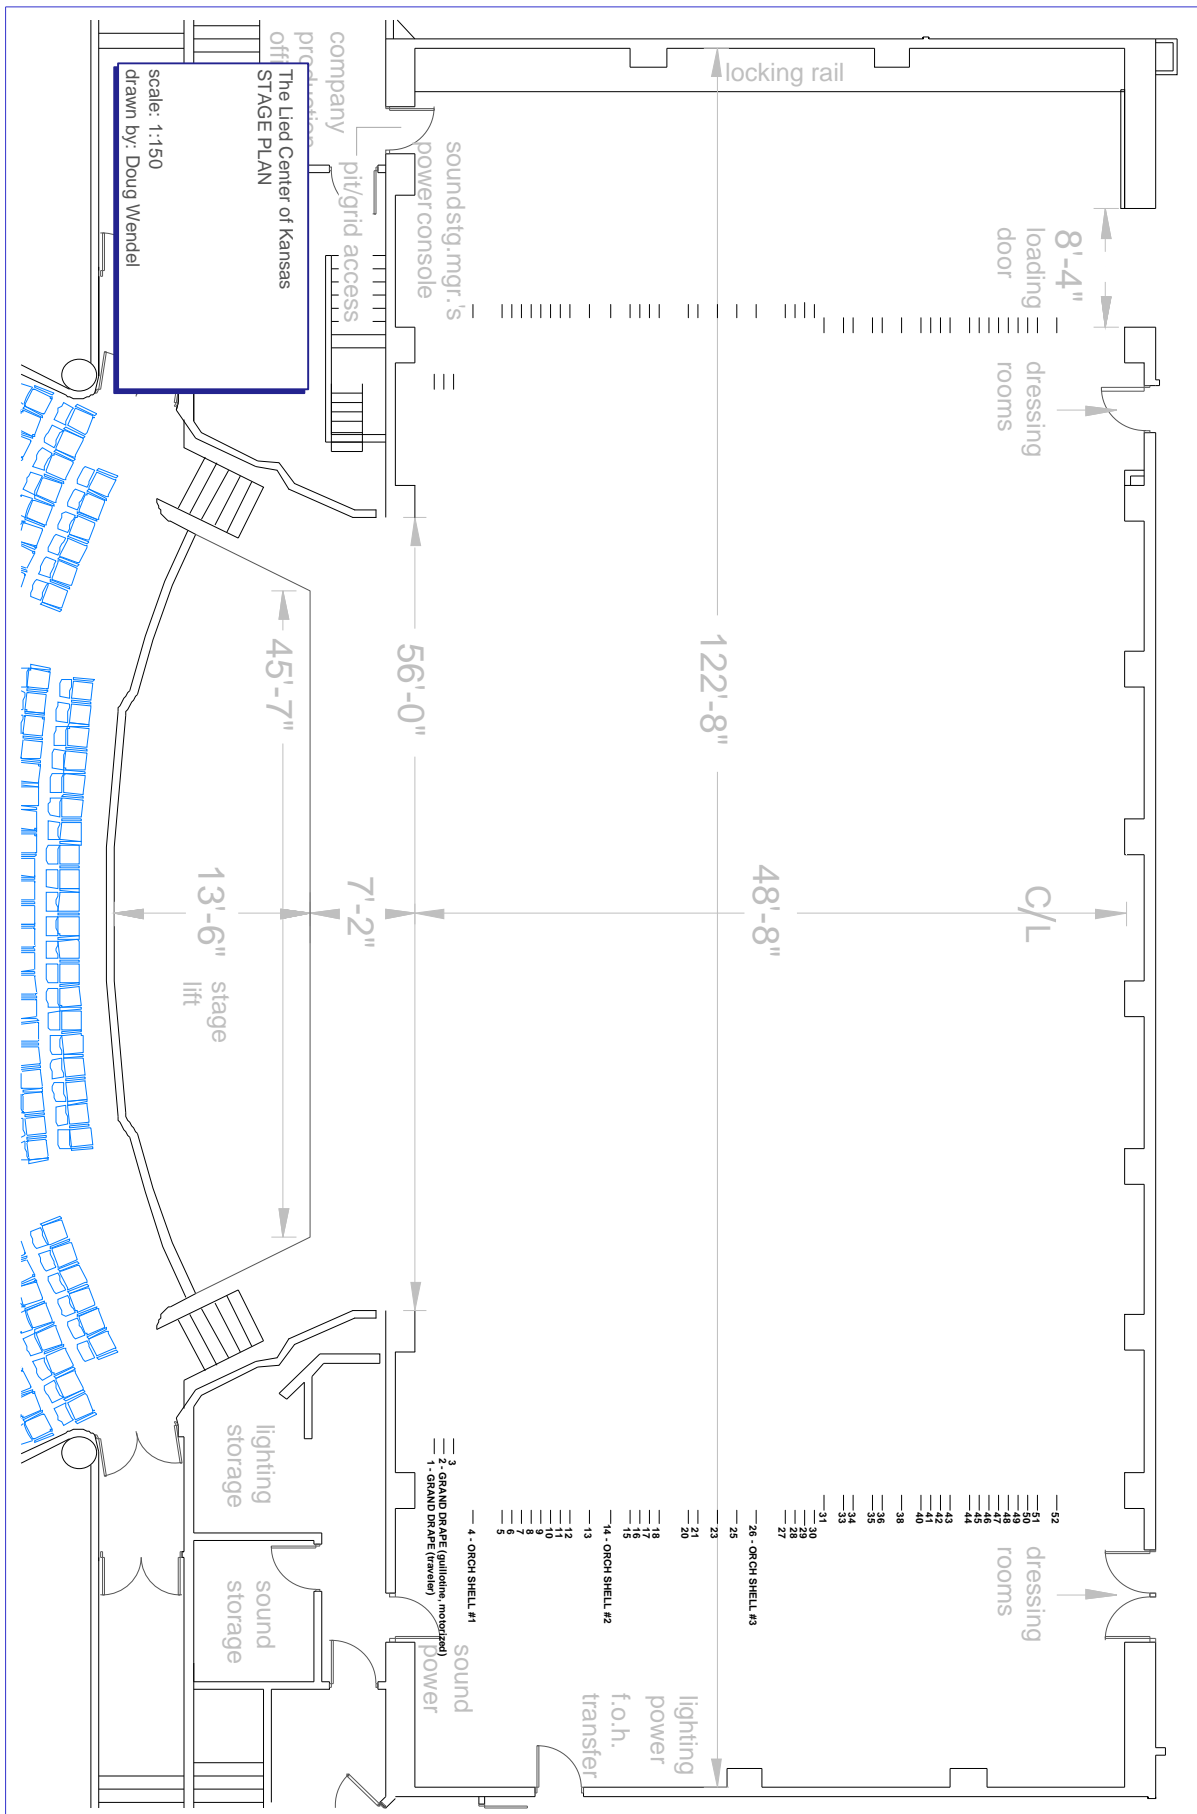 The Lied Center of Kansas
STAGE PLAN
scale: 1:150
drawn by: Doug Wendel
company
production
pit/grid access
locking rail
sound
power
stg.mgr.'s
console
8'-4"
loading
door
dressing
rooms
45'-7"
56'-0"
122'-8"
13'-6"
7'-2"
48'-8"
C/L
stage
lift
lighting
storage
sound
storage
sound
power
lighting
power
f.o.h.
transfer
dressing
rooms
1 - GRAND DRAPE (traveler)
2 - GRAND DRAPE (guillotine, motorized)
3
4 - ORCH SHELL #1
5
6
7
8
9
10
11
12
13
14 - ORCH SHELL #2
15
16
17
18
20
21
23
25
26 - ORCH SHELL #3
27
28
29
30
31
33
34
35
36
38
40
41
42
43
44
45
46
47
48
49
50
51
52